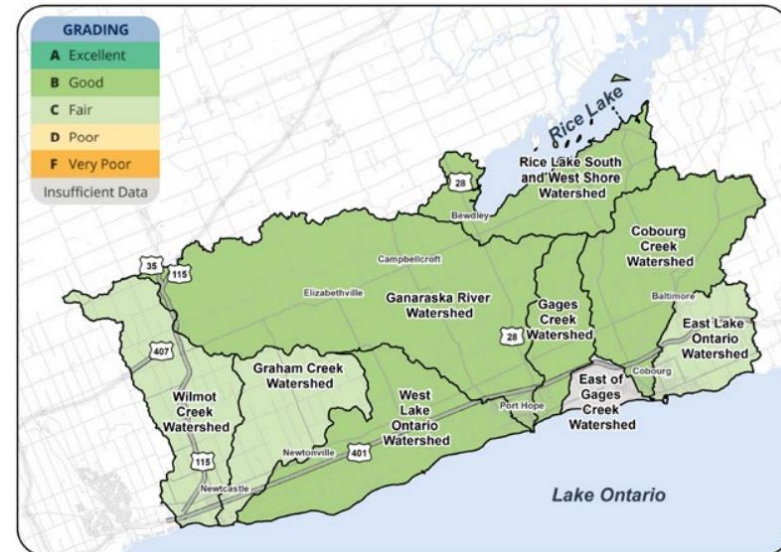 GRADING
A Excellent
B Good
C Fair
D Poor
F Very Poor
Insufficient Data
Rice Lake
Rice Lake South
and West Shore
Watershed
28
Bewdley
Cobourg
Creek
Watershed
35
115
Campbellcroft
Elizabethville
Ganaraska River
Watershed
28
Gages
Creek
Watershed
Baltimore
East Lake
Ontario
Watershed
407
Wilmot
Creek
Watershed
Graham Creek
Watershed
West
Lake
Ontario
Watershed
Port Hope
East of
Gages
Creek
Watershed
Cobourg
115
Newtonville
401
Newcastle
Lake Ontario